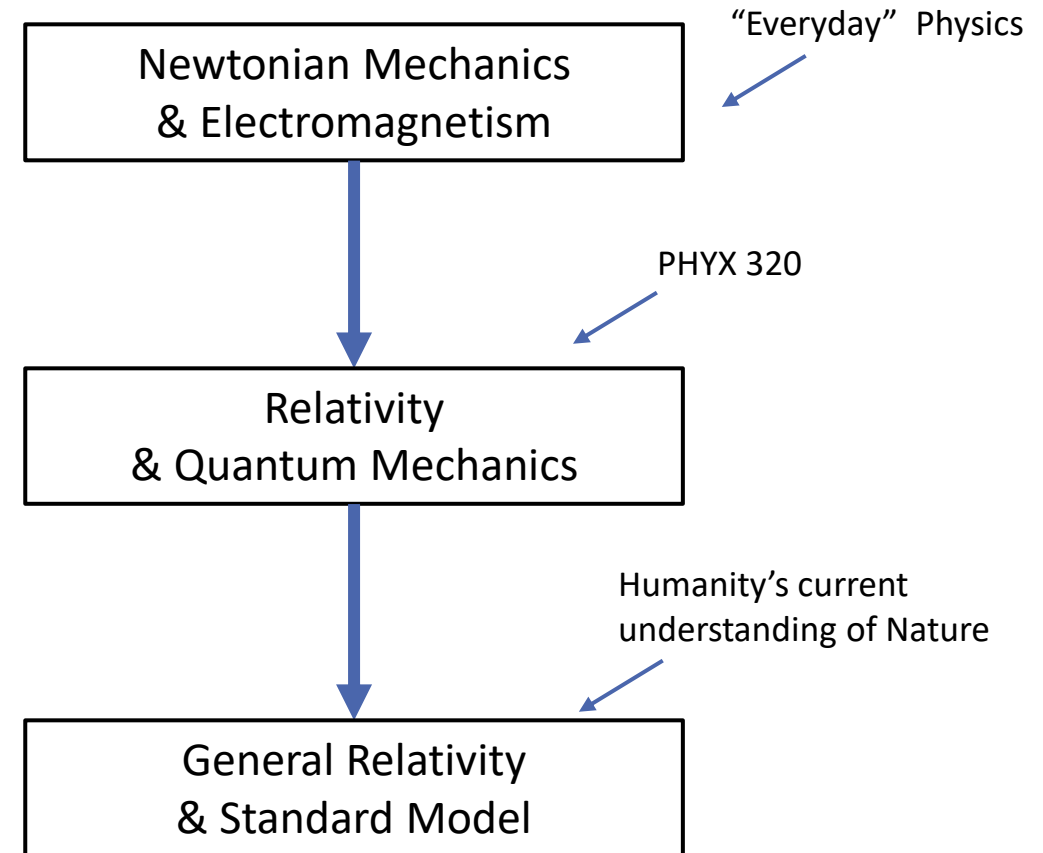 “Everyday” Physics
Newtonian Mechanics
& Electromagnetism
PHYX 320
Relativity
& Quantum Mechanics
Humanity’s current
understanding of Nature
General Relativity
& Standard Model